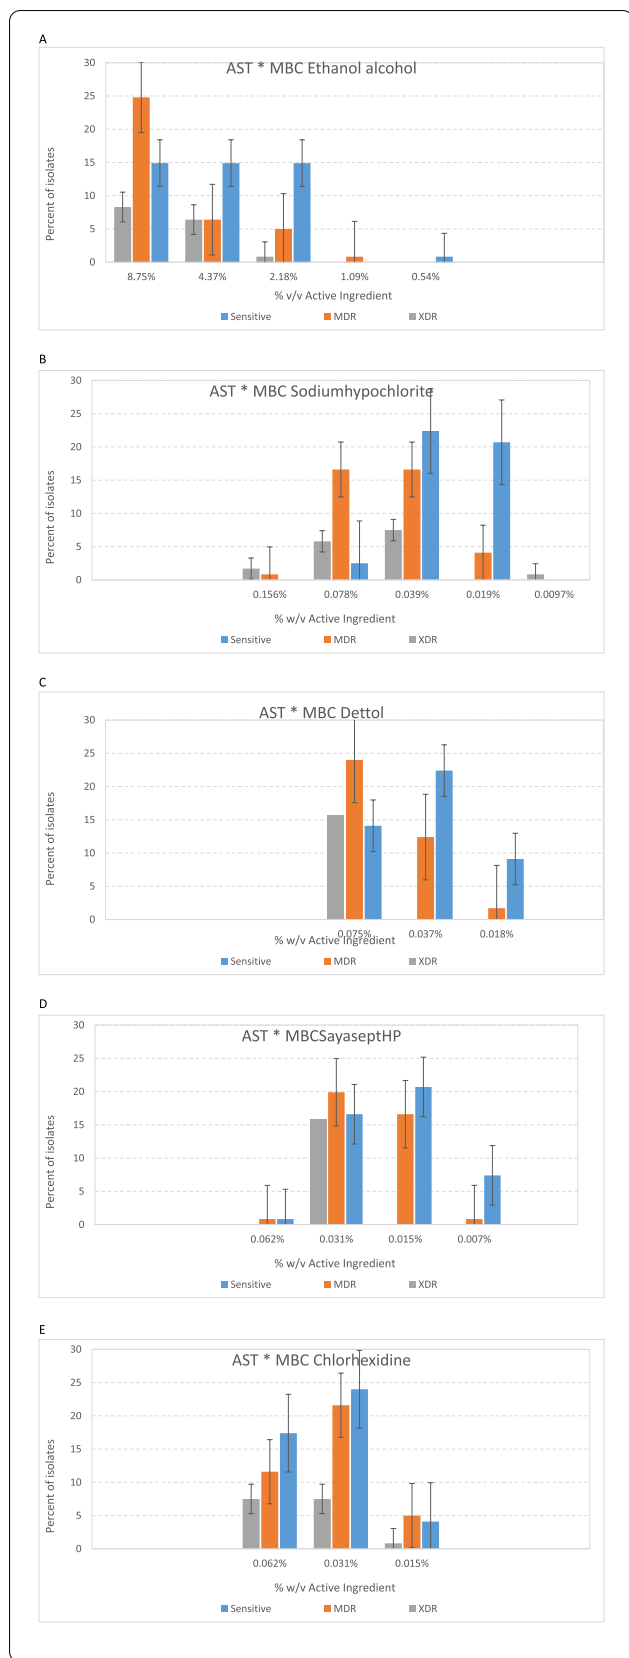 A
AST * MBC Ethanol alcohol
30
25
20
15
10
5
0
Percent of isolates
8.75% 4.37% 2.18% 1.09% 0.54%
% v/v Active Ingredient
Sensitive MDR XDR
B
AST * MBC Sodiumhypochlorite
30
25
20
15
10
5
0
Percent of isolates
0.156% 0.078% 0.039% 0.019% 0.0097%
% w/v Active Ingredient
Sensitive MDR XDR
C
AST * MBC Dettol
30
25
20
15
10
5
0
Percent of isolates
0.075% 0.037% 0.018%
% w/v Active Ingredient
Sensitive MDR XDR
D
AST * MBCSayaseptHP
30
25
20
15
10
5
0
Percent of isolates
0.062% 0.031% 0.015% 0.007%
% w/v Active Ingredient
Sensitive MDR XDR
E
AST * MBC Chlorhexidine
30
25
20
15
10
5
0
Percent of isolates
0.062% 0.031% 0.015%
% w/v Active Ingredient
Sensitive MDR XDR